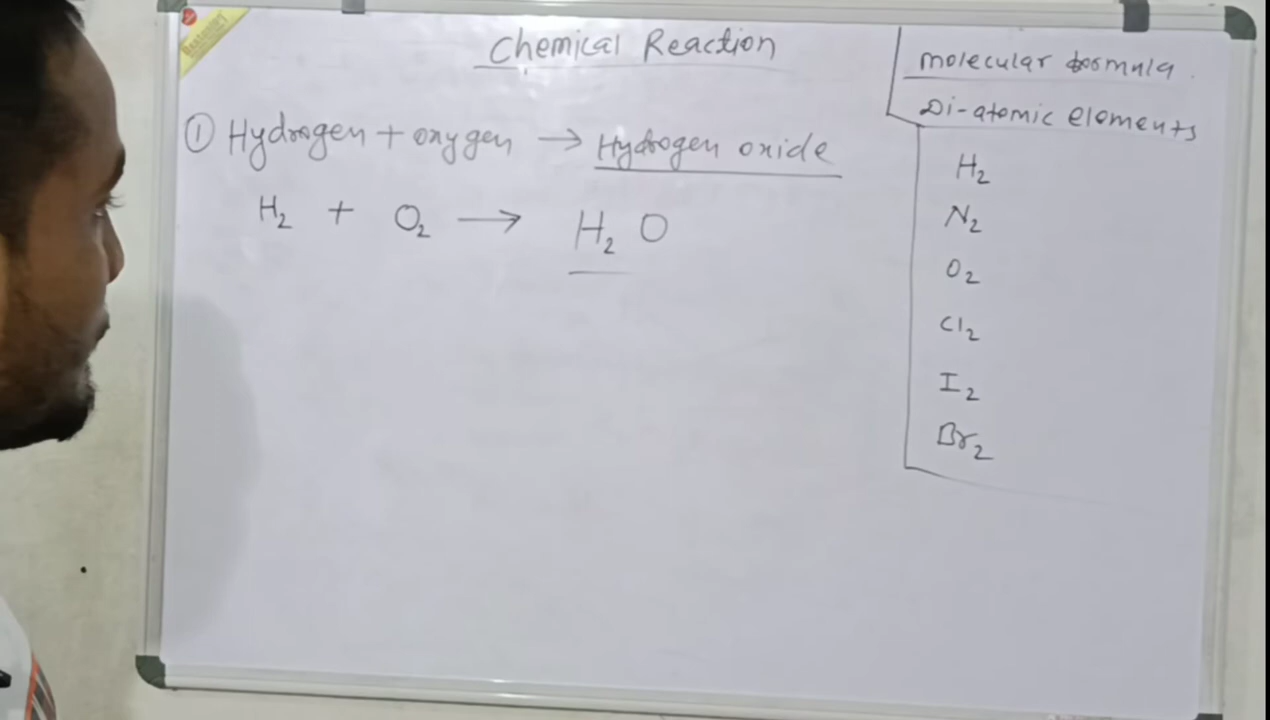 Chemical Reaction
① Hydrogen + oxygen → Hydrogen oxide
H₂ + O₂ → H₂ O
molecular formula
Di-atomic elements
H₂
N₂
O₂
Cl₂
I₂
Br₂